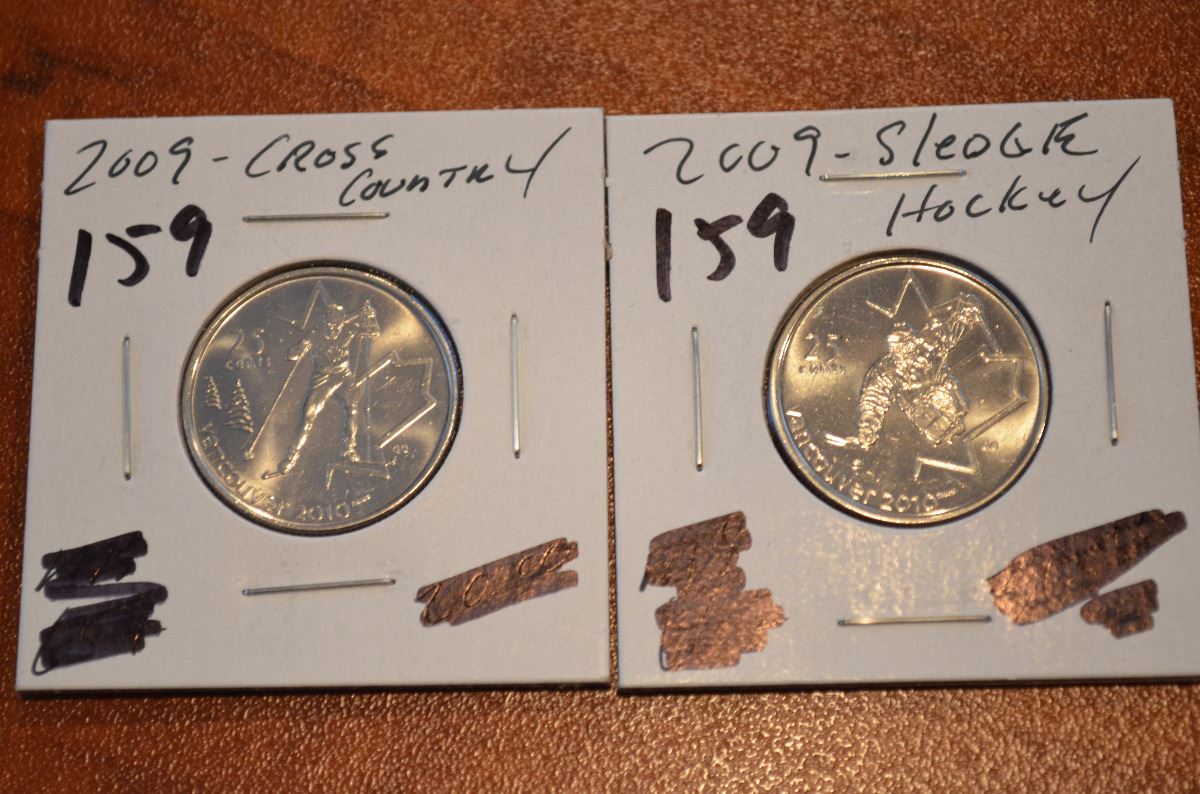 2009 - CROSS
COUNTRY
159
25
cents
vancouver 2010
2009 - SledGE
Hockey
159
25
cents
vancouver 2010